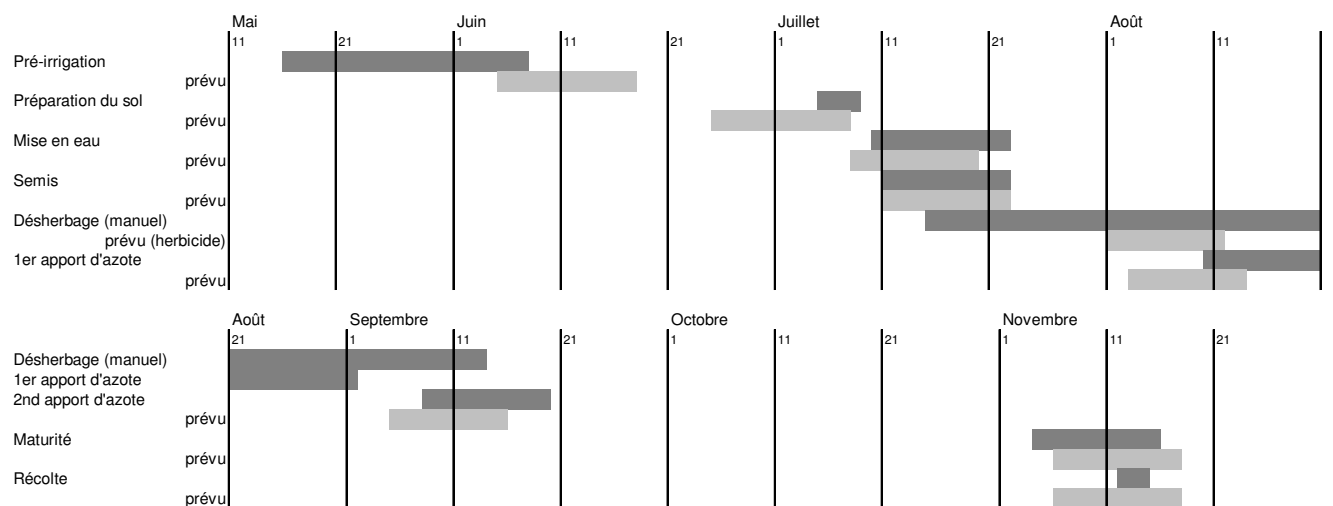 Mai Juin Juillet Août
11 21 1 11 21 1 11 21 1 11
Pré-irrigation
prévu
Préparation du sol
prévu
Mise en eau
prévu
Semis
prévu
Désherbage (manuel)
prévu (herbicide)
1er apport d'azote
prévu
Août Septembre Octobre Novembre
21 1 11 21 1 11 21 1 11 21
Désherbage (manuel)
1er apport d'azote
2nd apport d'azote
prévu
Maturité
prévu
Récolte
prévu